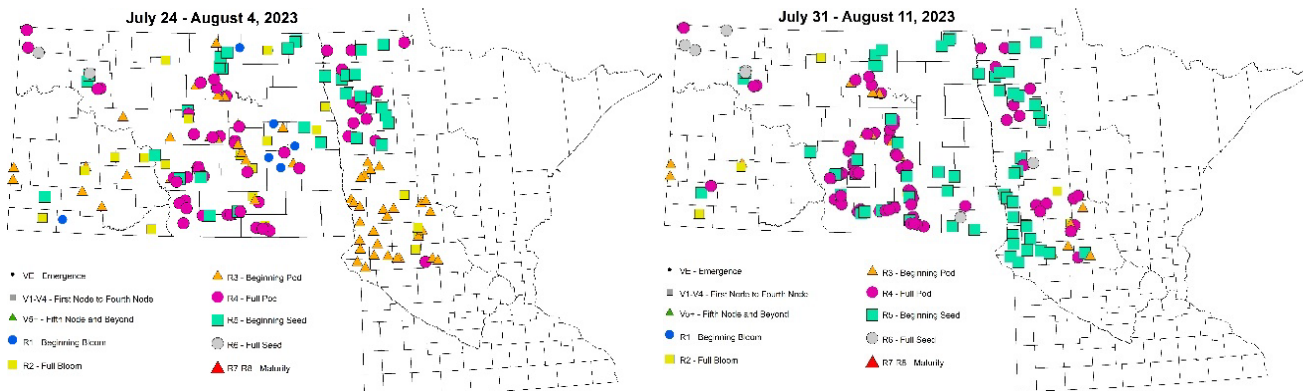 July 24 - August 4, 2023
VE - Emergence
V1-V4 - First Node to Fourth Node
V5+ - Fifth Node and Beyond
R1 - Beginning Bloom
R2 - Full Bloom
R3 - Beginning Pod
R4 - Full Pod
R5 - Beginning Seed
R6 - Full Seed
R7-R8 - Maturity
July 31 - August 11, 2023
VE - Emergence
V1-V4 - First Node to Fourth Node
V5+ - Fifth Node and Beyond
R1 - Beginning Bloom
R2 - Full Bloom
R3 - Beginning Pod
R4 - Full Pod
R5 - Beginning Seed
R6 - Full Seed
R7-R8 - Maturity